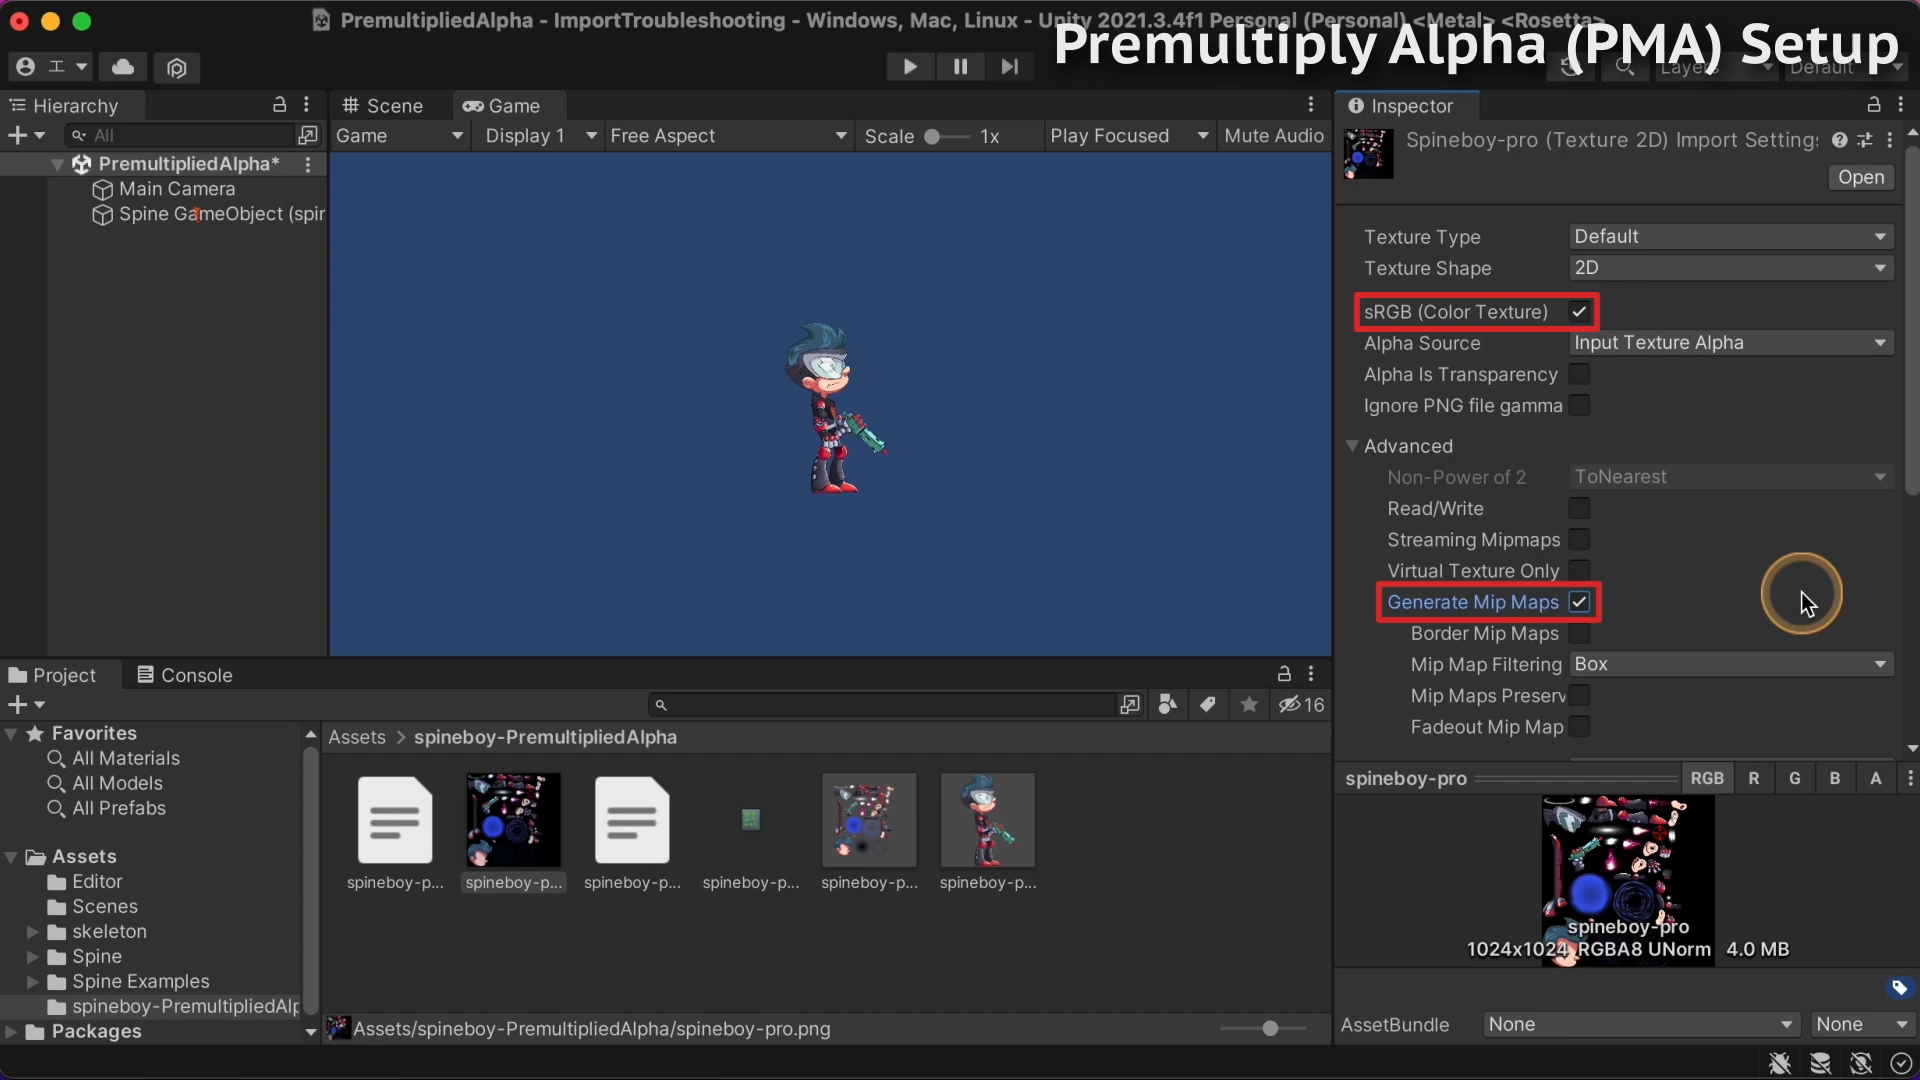 PremultipliedAlpha - ImportTroubleshooting - Windows, Mac, Linux - Unity 2021.3.4f1 Personal (Personal) <Metal> <Rosetta>
Premultiply Alpha (PMA) Setup
エ
Layers
Default
Hierarchy
Scene
Game
Inspector
All
Game
Display 1
Free Aspect
Scale
1x
Play Focused
Mute Audio
PremultipliedAlpha*
Main Camera
Spine GameObject (spir
Spineboy-pro (Texture 2D) Import Settings
Open
Texture Type Default
Texture Shape 2D
sRGB (Color Texture)
Alpha Source Input Texture Alpha
Alpha Is Transparency
Ignore PNG file gamma
Advanced
Non-Power of 2 ToNearest
Read/Write
Streaming Mipmaps
Virtual Texture Only
Generate Mip Maps
Border Mip Maps
Mip Map Filtering Box
Mip Maps Preserv
Fadeout Mip Map
Project
Console
16
Favorites
All Materials
All Models
All Prefabs
Assets
Editor
Scenes
skeleton
Spine
Spine Examples
spineboy-PremultipliedAlp
Packages
Assets > spineboy-PremultipliedAlpha
spineboy-p...
spineboy-p...
spineboy-p...
spineboy-p...
spineboy-p...
spineboy-p...
Assets/spineboy-PremultipliedAlpha/spineboy-pro.png
spineboy-pro
RGB
R
G
B
A
spineboy-pro
1024x1024 RGBA8 UNorm 4.0 MB
AssetBundle
None
None